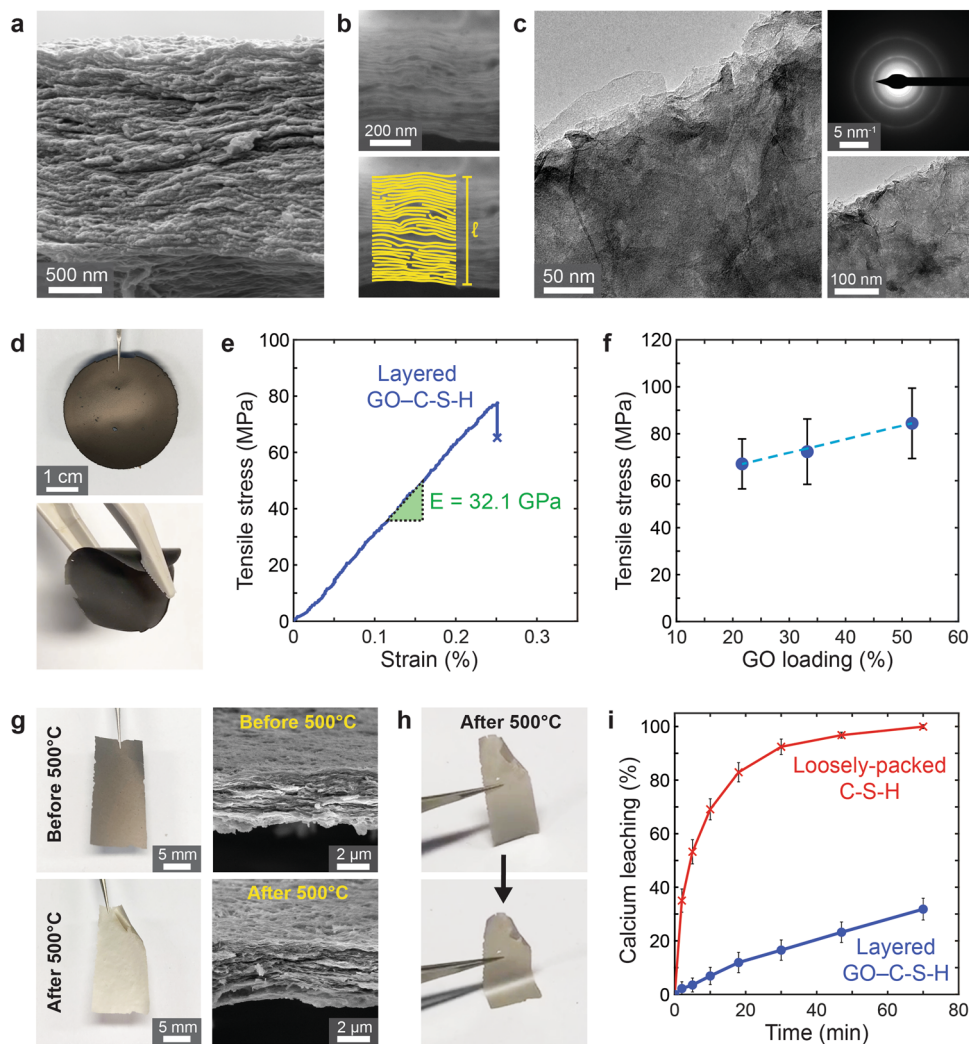 a
500 nm
b
200 nm
ℓ
c
50 nm
5 nm⁻¹
100 nm
d
1 cm
e
100
80
60
40
20
0
0
0.1
0.2
0.3
Tensile stress (MPa)
Strain (%)
Layered
GO–C-S-H
E = 32.1 GPa
f
120
100
80
60
40
20
0
10
20
30
40
50
60
Tensile stress (MPa)
GO loading (%)
g
Before 500°C
5 mm
Before 500°C
2 µm
After 500°C
5 mm
After 500°C
2 µm
h
After 500°C
i
100
80
60
40
20
0
0
20
40
60
80
Calcium leaching (%)
Time (min)
Loosely-packed
C-S-H
Layered
GO–C-S-H